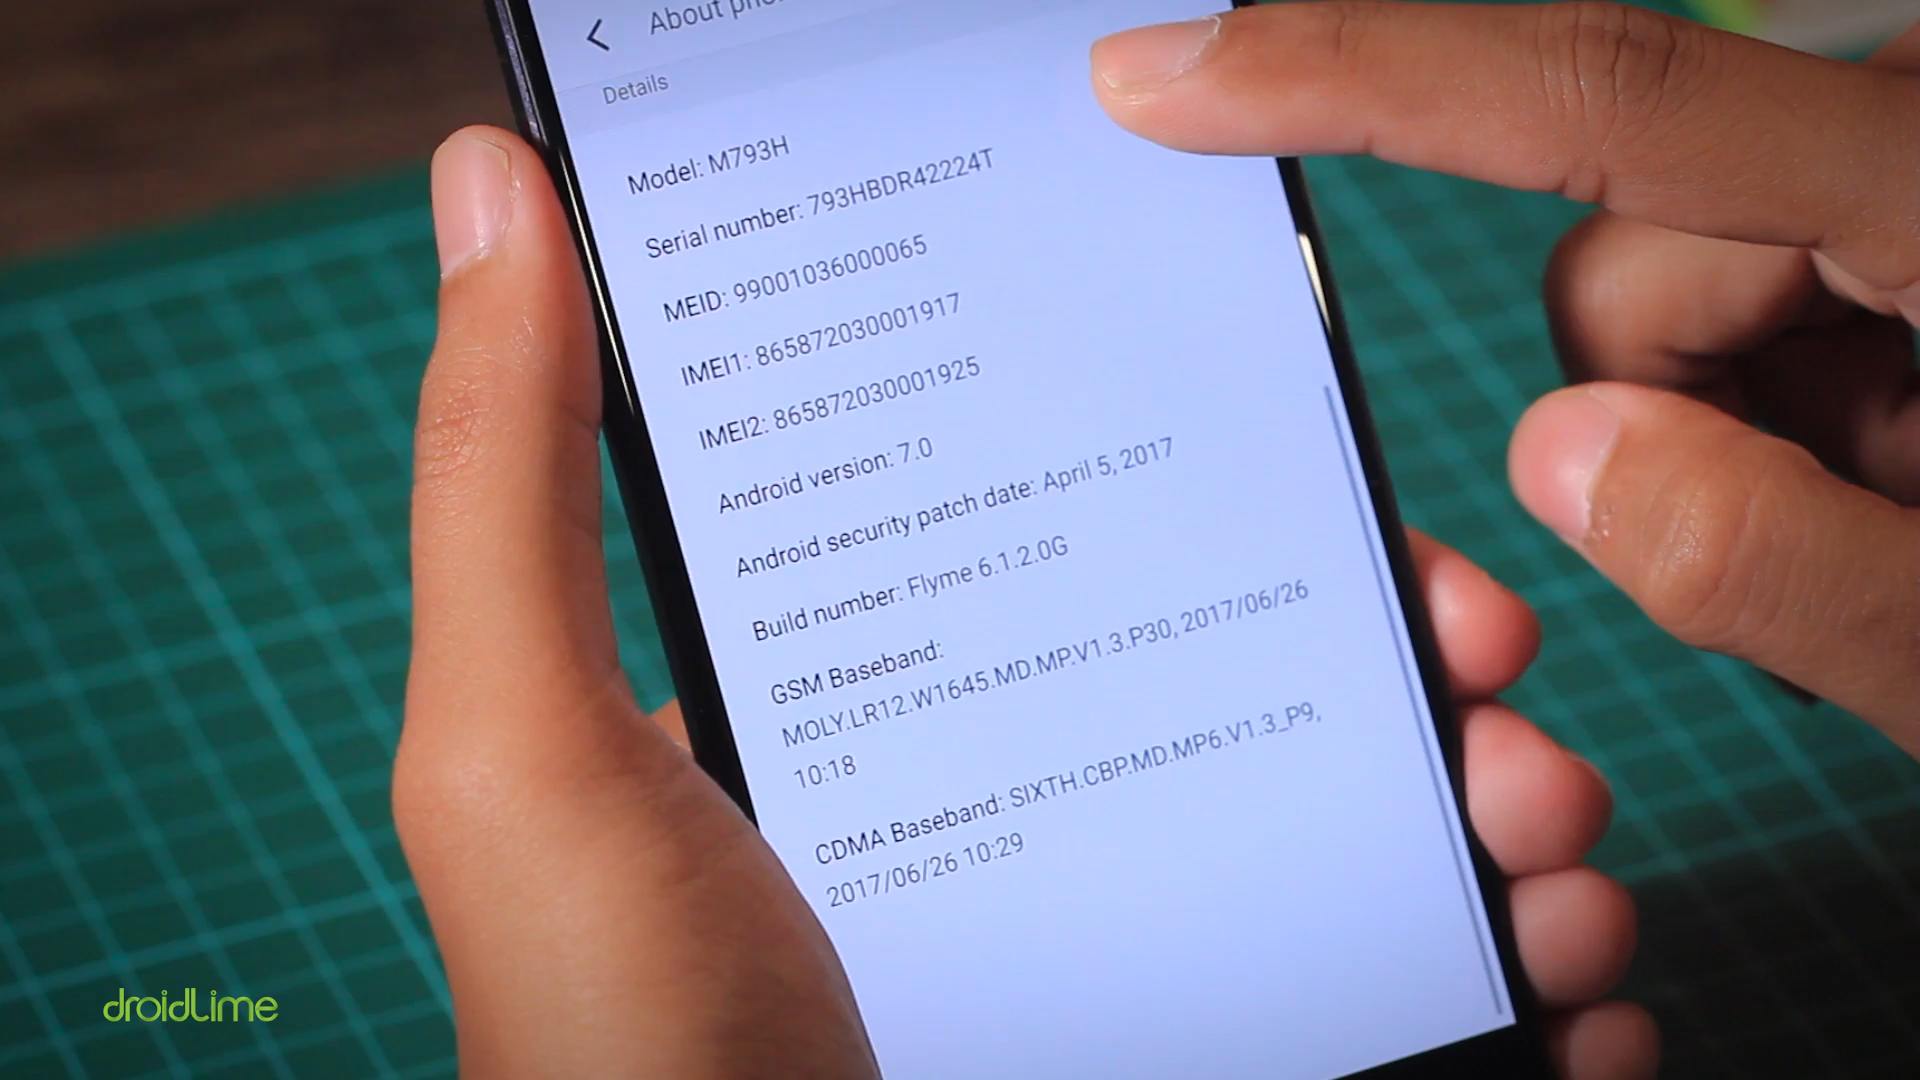 About
Details
Model: M793H
Serial number: 793HBDR42224T
MEID: 99001036000065
IMEI1: 865872030001917
IMEI2: 865872030001925
Android version: 7.0
Android security patch date: April 5, 2017
Build number: Flyme 6.1.2.0G
GSM Baseband:
MOLY.LR12.W1645.MD.MP.V1.3.P30, 2017/06/26
10:18
CDMA Baseband: SIXTH.CBP.MD.MP6.V1.3_P9,
2017/06/26 10:29
droidlime